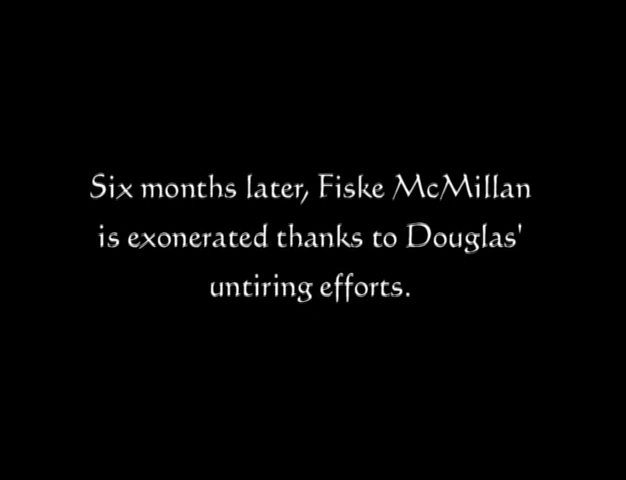 Six months later, Fiske McMillan
is exonerated thanks to Douglas'
untiring efforts.